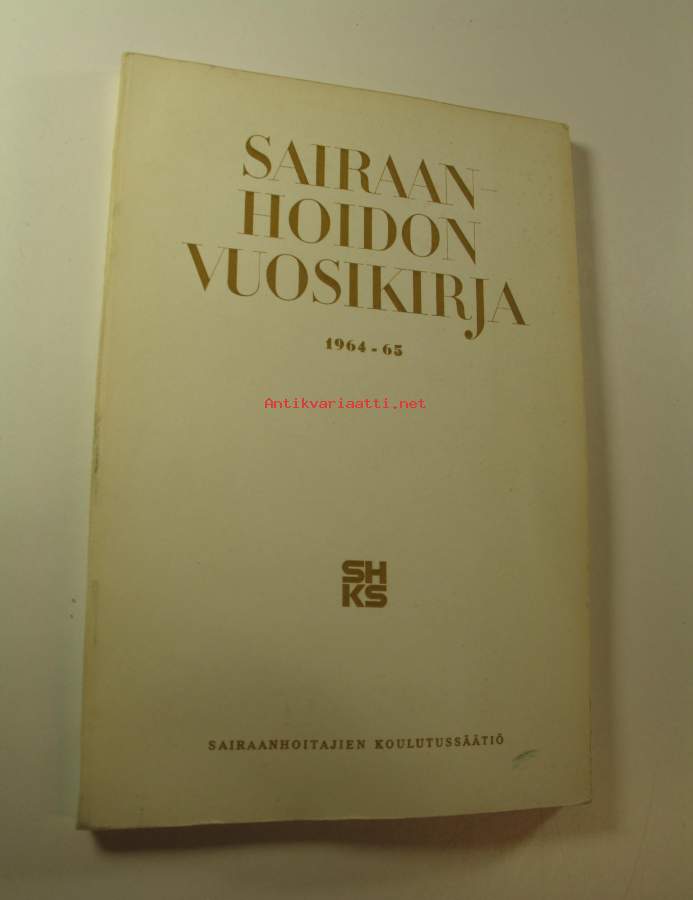 SAIRAAN-
HOIDON
VUOSIKIRJA
1964-65
Antikvariaatti.net
SH
KS
SAIRAANHOITAJIEN KOULUTUSSÄÄTIÖ